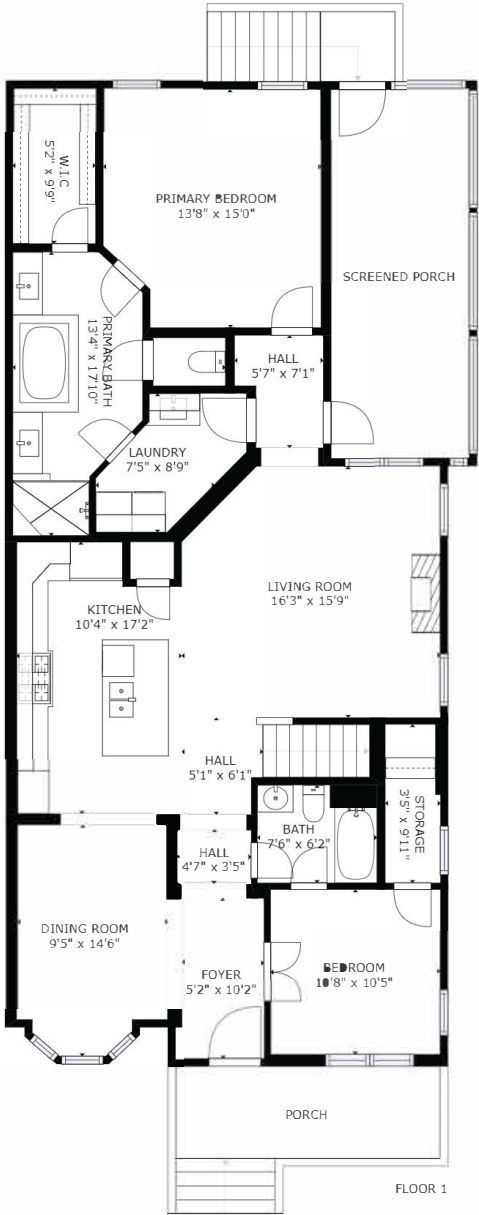 W.I.C
5'2" x 9'9"
PRIMARY BEDROOM
13'8" x 15'0"
SCREENED PORCH
PRIMARY BATH
13'4" x 17'10"
HALL
5'7" x 7'1"
LAUNDRY
7'5" x 8'9"
LIVING ROOM
16'3" x 15'9"
KITCHEN
10'4" x 17'2"
HALL
5'1" x 6'1"
STORAGE
3'5" x 9'11"
BATH
7'6" x 6'2"
HALL
4'7" x 3'5"
DINING ROOM
9'5" x 14'6"
FOYER
5'2" x 10'2"
BEDROOM
10'8" x 10'5"
PORCH
FLOOR 1